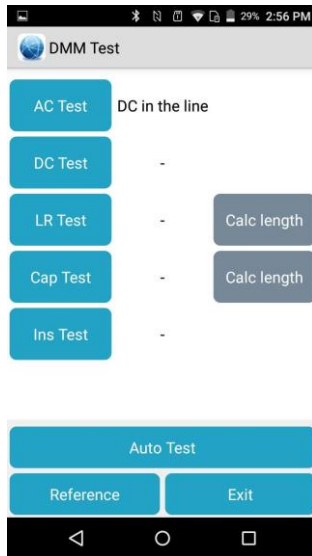 29% 2:56 PM
DMM Test
AC Test DC in the line
DC Test -
LR Test - Calc length
Cap Test - Calc length
Ins Test -
Auto Test
Reference Exit